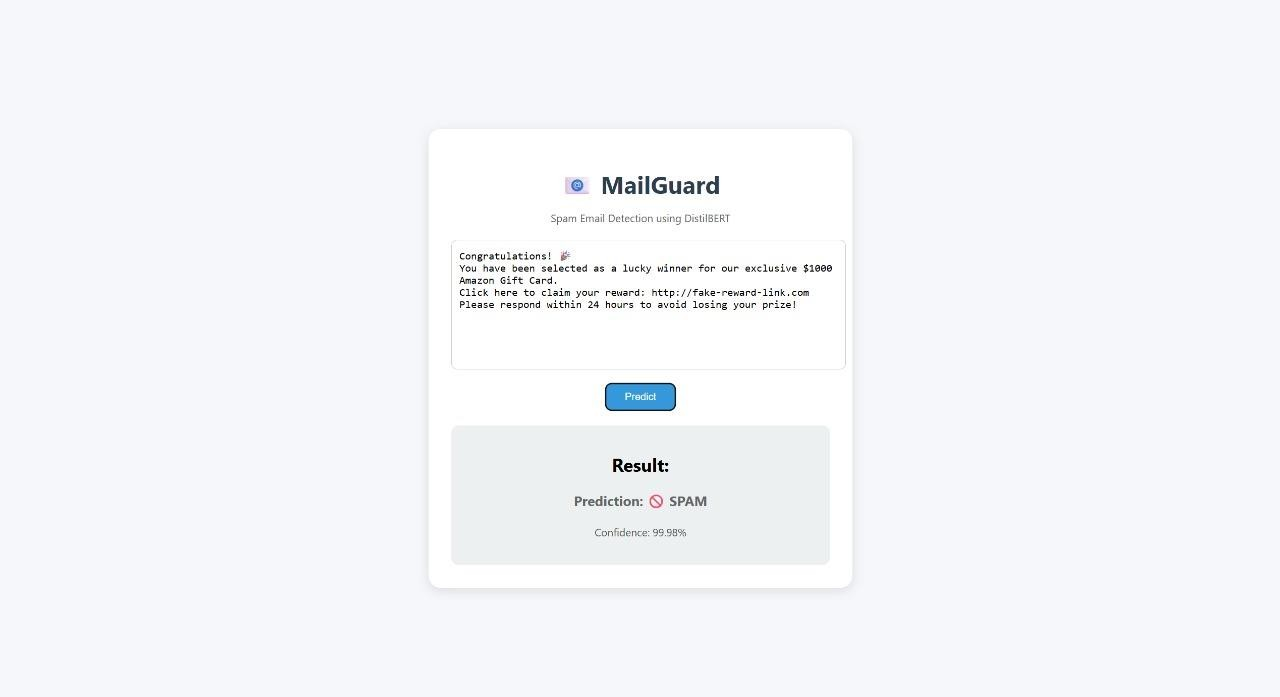 MailGuard
Spam Email Detection using DistilBERT
Congratulations! 🎉
You have been selected as a lucky winner for our exclusive $1000
Amazon Gift Card.
Click here to claim your reward: http://fake-reward-link.com
Please respond within 24 hours to avoid losing your prize!
Predict
Result:
Prediction: 🚫 SPAM
Confidence: 99.98%